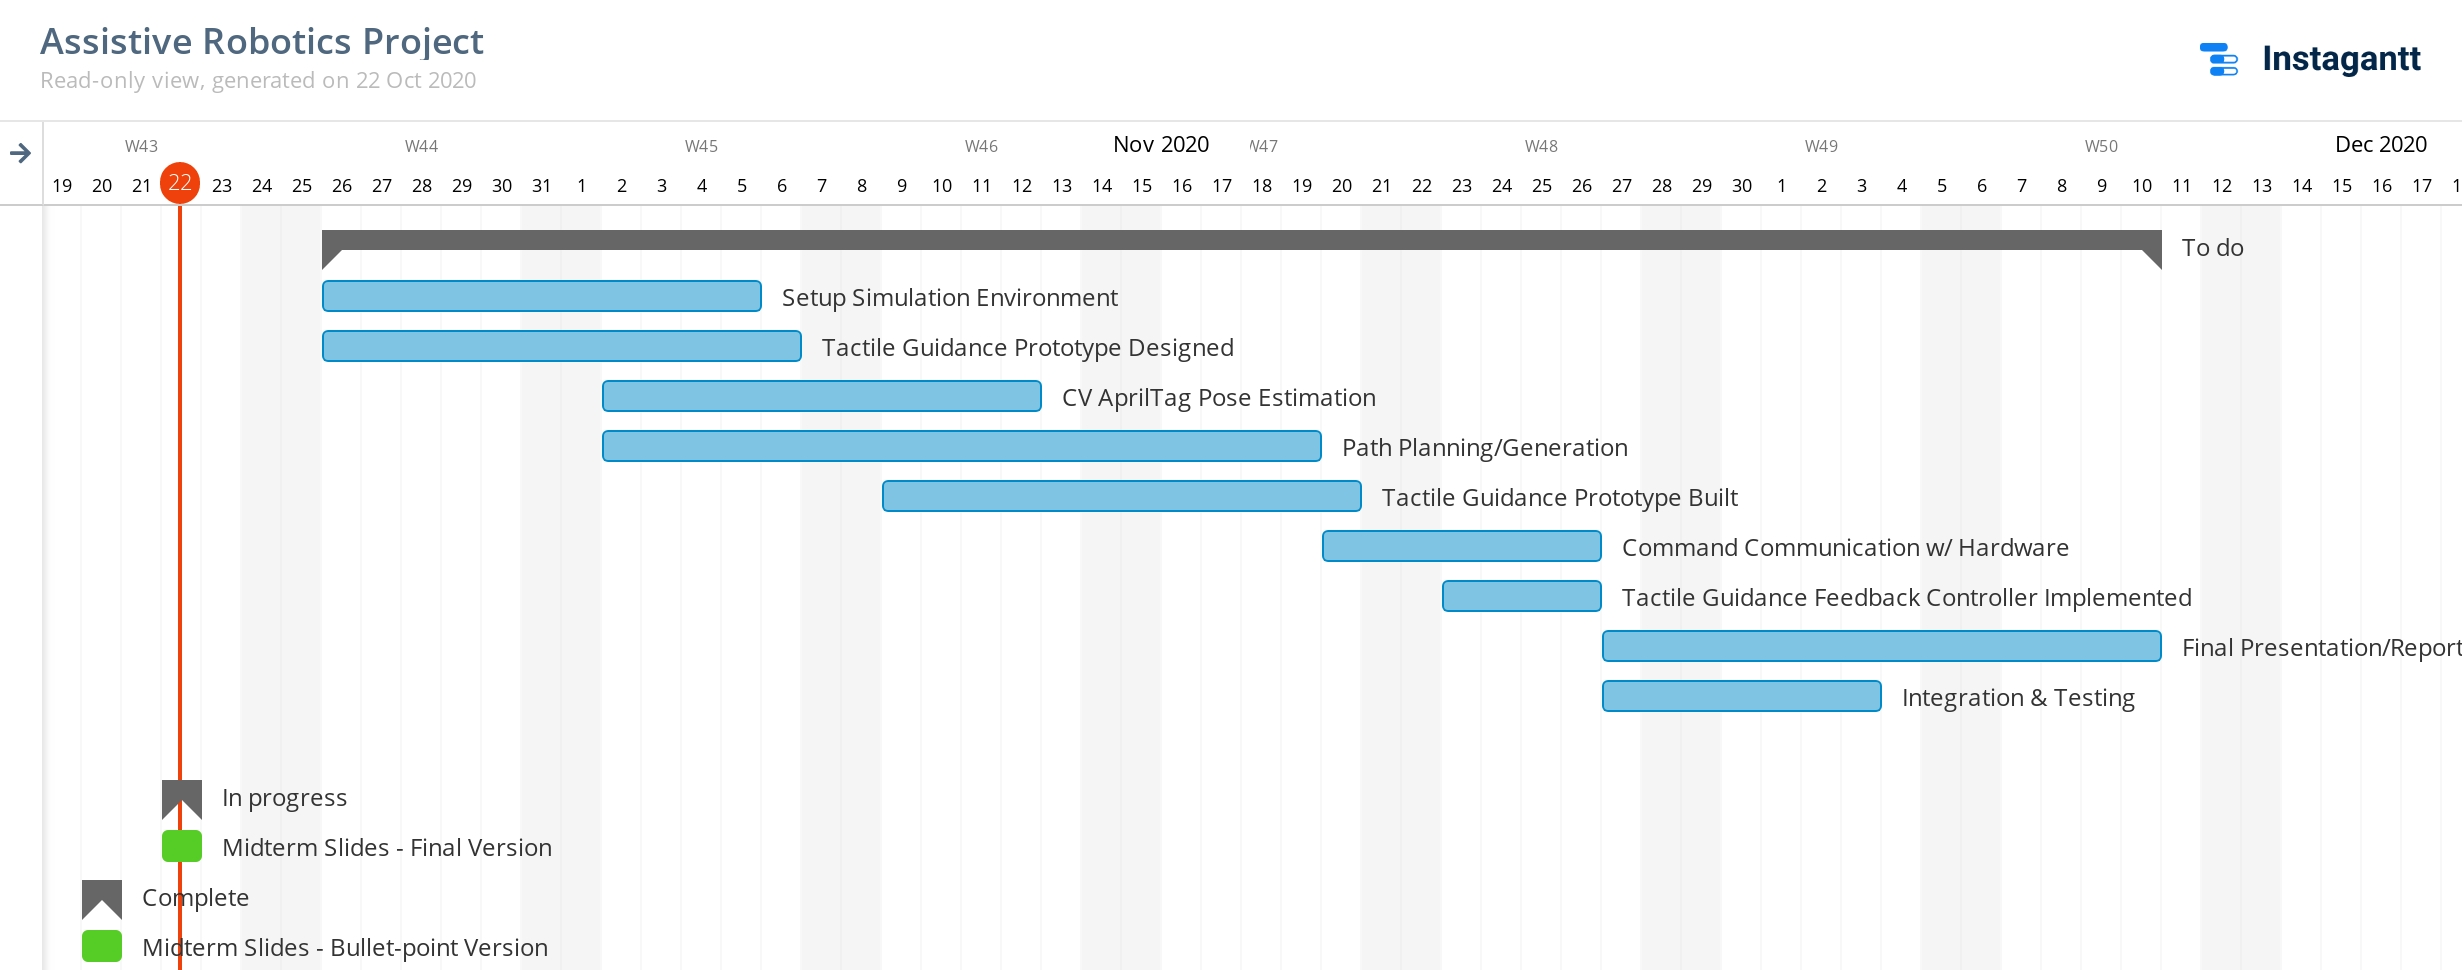 Assistive Robotics Project
Read-only view, generated on 22 Oct 2020
Instagantt
W43 W44 W45 W46 Nov 2020 W47 W48 W49 W50 Dec 2020
19 20 21 22 23 24 25 26 27 28 29 30 31 1 2 3 4 5 6 7 8 9 10 11 12 13 14 15 16 17 18 19 20 21 22 23 24 25 26 27 28 29 30 1 2 3 4 5 6 7 8 9 10 11 12 13 14 15 16 17 1
To do
Setup Simulation Environment
Tactile Guidance Prototype Designed
CV AprilTag Pose Estimation
Path Planning/Generation
Tactile Guidance Prototype Built
Command Communication w/ Hardware
Tactile Guidance Feedback Controller Implemented
Final Presentation/Report
Integration & Testing
In progress
Midterm Slides - Final Version
Complete
Midterm Slides - Bullet-point Version